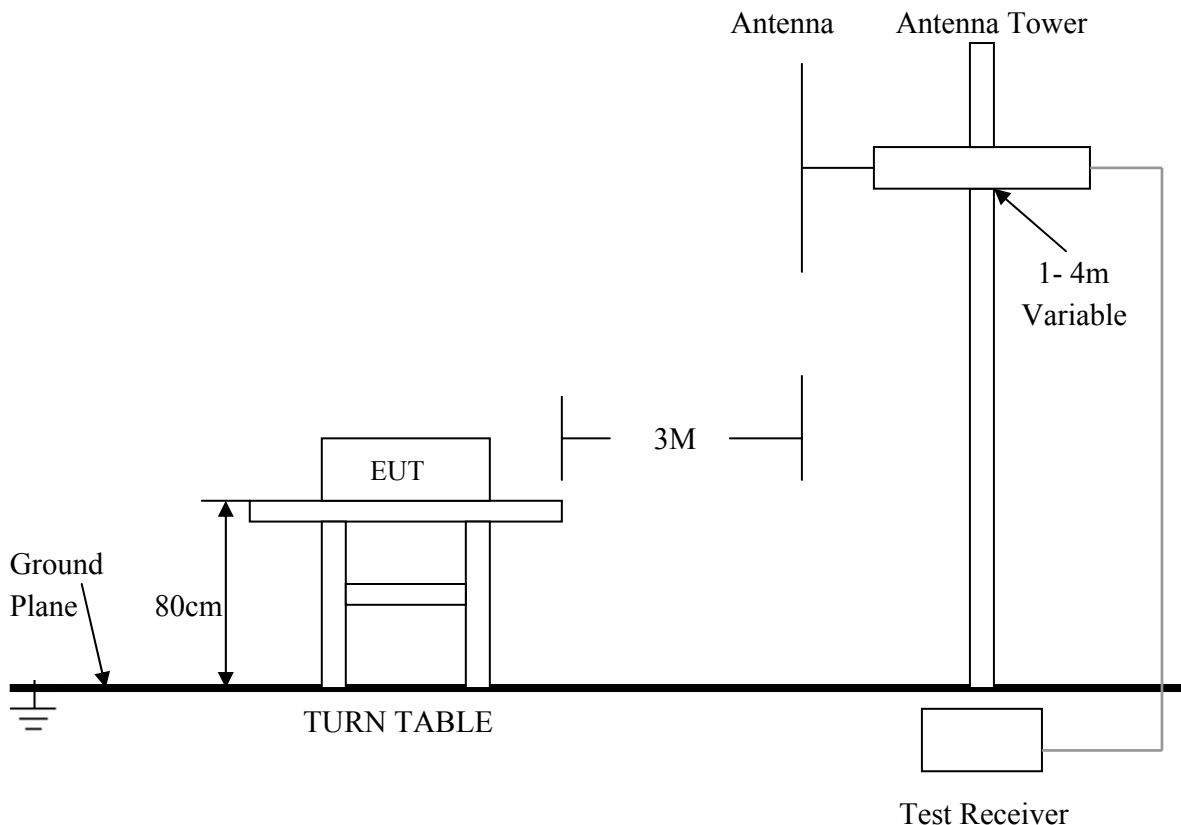 Antenna
Antenna Tower
1- 4m
Variable
3M
EUT
Ground
Plane
80cm
TURN TABLE
Test Receiver